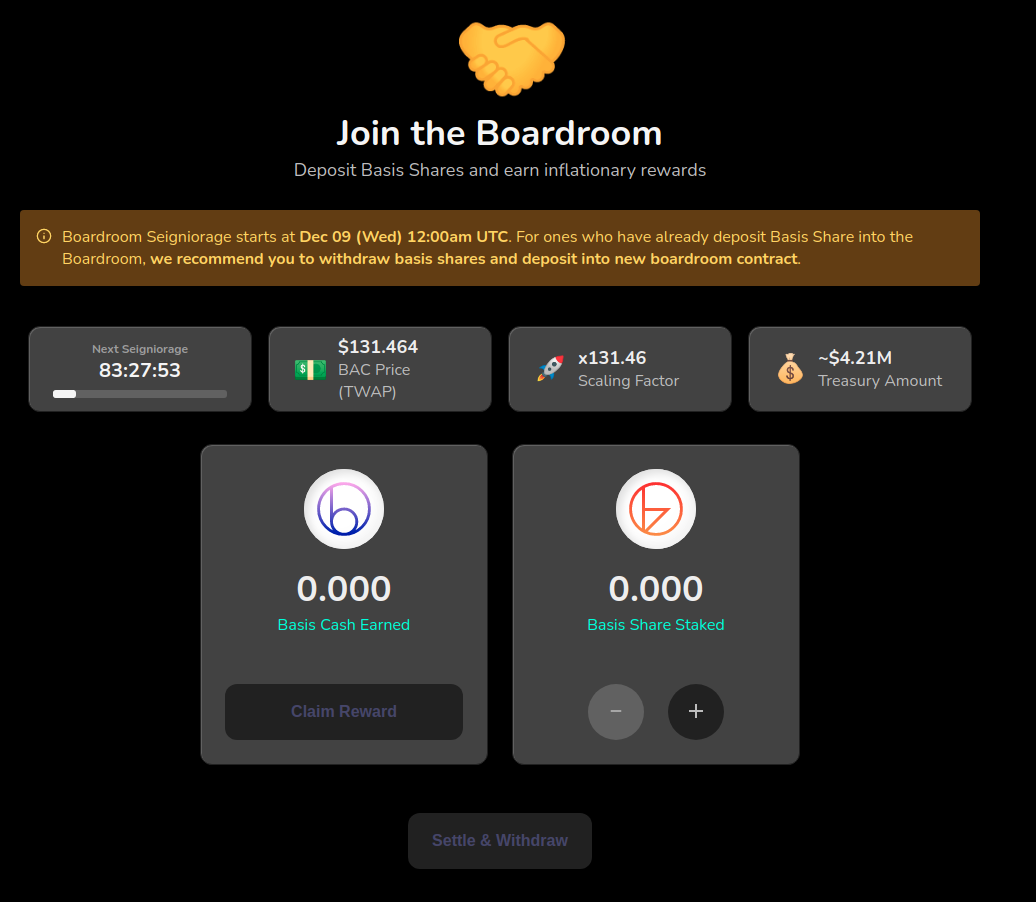 Join the Boardroom
Deposit Basis Shares and earn inflationary rewards
Boardroom Seigniorage starts at Dec 09 (Wed) 12:00am UTC. For ones who have already deposit Basis Share into the
Boardroom, we recommend you to withdraw basis shares and deposit into new boardroom contract.
Next Seigniorage
83:27:53
$131.464
BAC Price
(TWAP)
x131.46
Scaling Factor
~$4.21M
Treasury Amount
0.000
Basis Cash Earned
Claim Reward
0.000
Basis Share Staked
− +
Settle & Withdraw